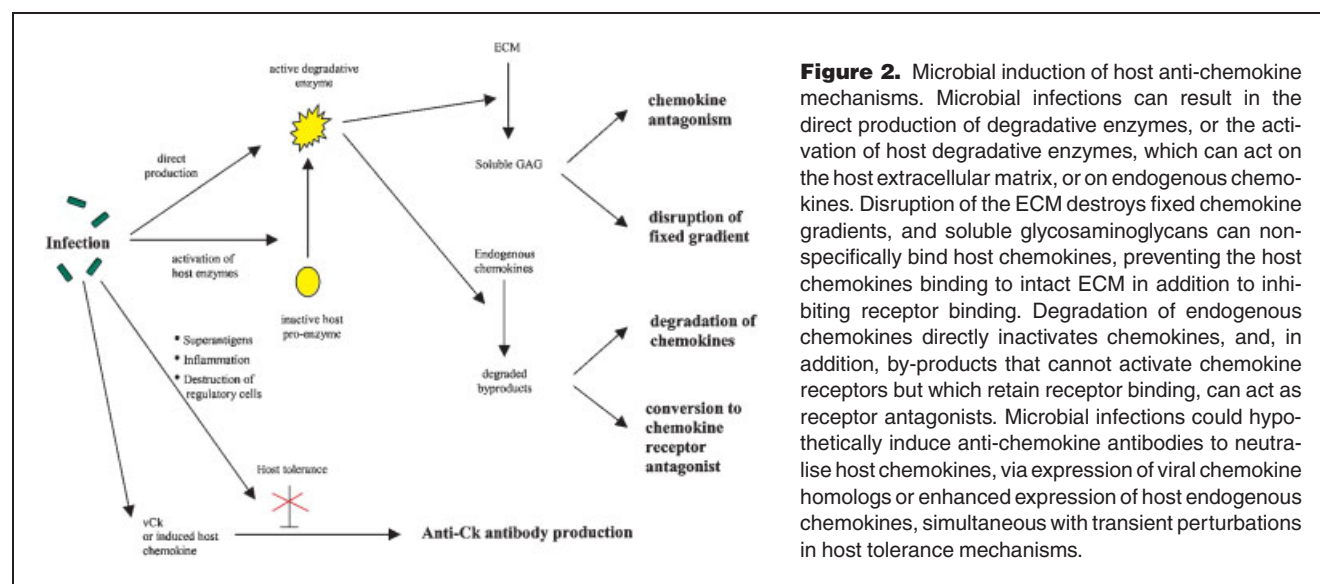 ECM
active degradative
enzyme
chemokine
antagonism
direct
production
Soluble GAG
Infection
disruption of
fixed gradient
activation of
host enzymes
Endogenous
chemokines
inactive host
pro-enzyme
* Superantigens
* Inflammation
* Destruction of
regulatory cells
degradation of
chemokines
degraded
byproducts
conversion to
chemokine
receptor
antagonist
Host tolerance
vCk
or induced host
chemokine
Anti-Ck antibody production
Figure 2. Microbial induction of host anti-chemokine
mechanisms. Microbial infections can result in the
direct production of degradative enzymes, or the acti-
vation of host degradative enzymes, which can act on
the host extracellular matrix, or on endogenous chemo-
kines. Disruption of the ECM destroys fixed chemokine
gradients, and soluble glycosaminoglycans can non-
specifically bind host chemokines, preventing the host
chemokines binding to intact ECM in addition to inhi-
biting receptor binding. Degradation of endogenous
chemokines directly inactivates chemokines, and, in
addition, by-products that cannot activate chemokine
receptors but which retain receptor binding, can act as
receptor antagonists. Microbial infections could hypo-
thetically induce anti-chemokine antibodies to neutra-
lise host chemokines, via expression of viral chemokine
homologs or enhanced expression of host endogenous
chemokines, simultaneous with transient perturbations
in host tolerance mechanisms.